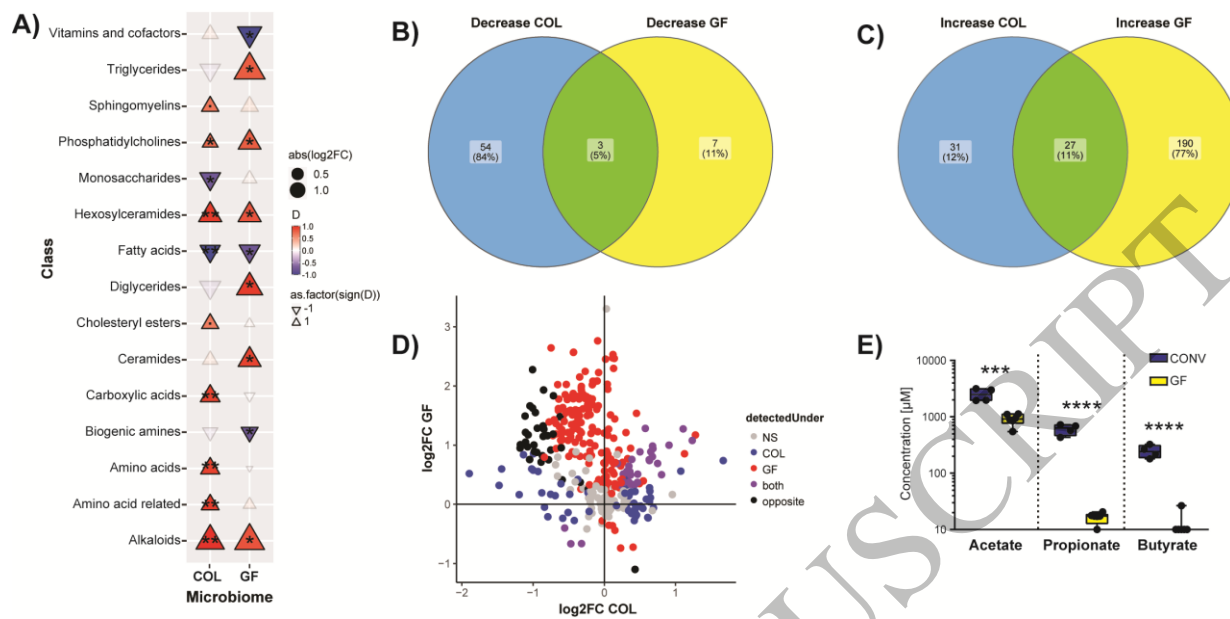 A)
Class
Vitamins and cofactors
Triglycerides
Sphingomyelins
Phosphatidylcholines
Monosaccharides
Hexosylceramides
Fatty acids
Diglycerides
Cholesteryl esters
Ceramides
Carboxylic acids
Biogenic amines
Amino acids
Amino acid related
Alkaloids
COL GF
Microbiome
abs(log2FC)
0.5
1.0
D
1.0
0.5
0.0
-0.5
-1.0
as.factor(sign(D))
-1
1
B)
Decrease COL Decrease GF
54
(84%)
3
(5%)
7
(11%)
C)
Increase COL Increase GF
31
(12%)
27
(11%)
190
(77%)
D)
log2FC GF
3
2
1
0
−1
−2 −1 0 1
log2FC COL
detectedUnder
NS
COL
GF
both
opposite
E)
Concentration [µM]
10000
1000
100
10
***
****
****
CONV
GF
Acetate Propionate Butyrate
USCRIPT